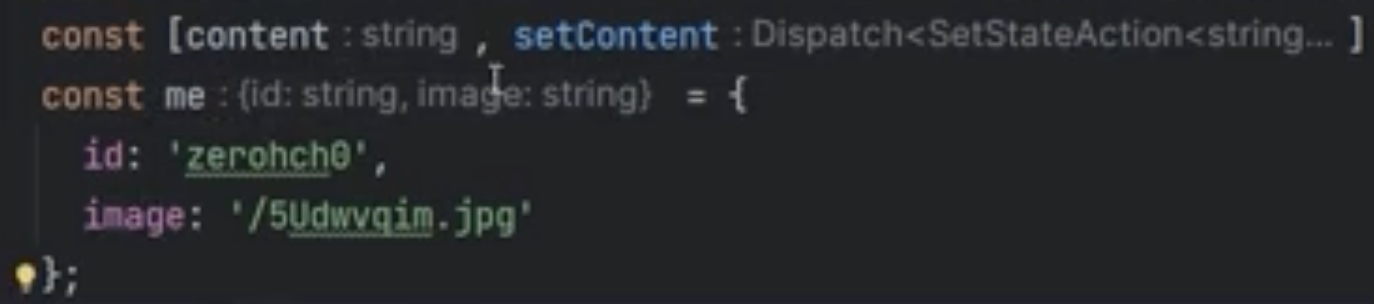 const [content : string , setContent : Dispatch<SetStateAction<string... ]
const me : {id: string, image: string} = {
id: 'zerohch0',
image: '/5Udwvqim.jpg'
};